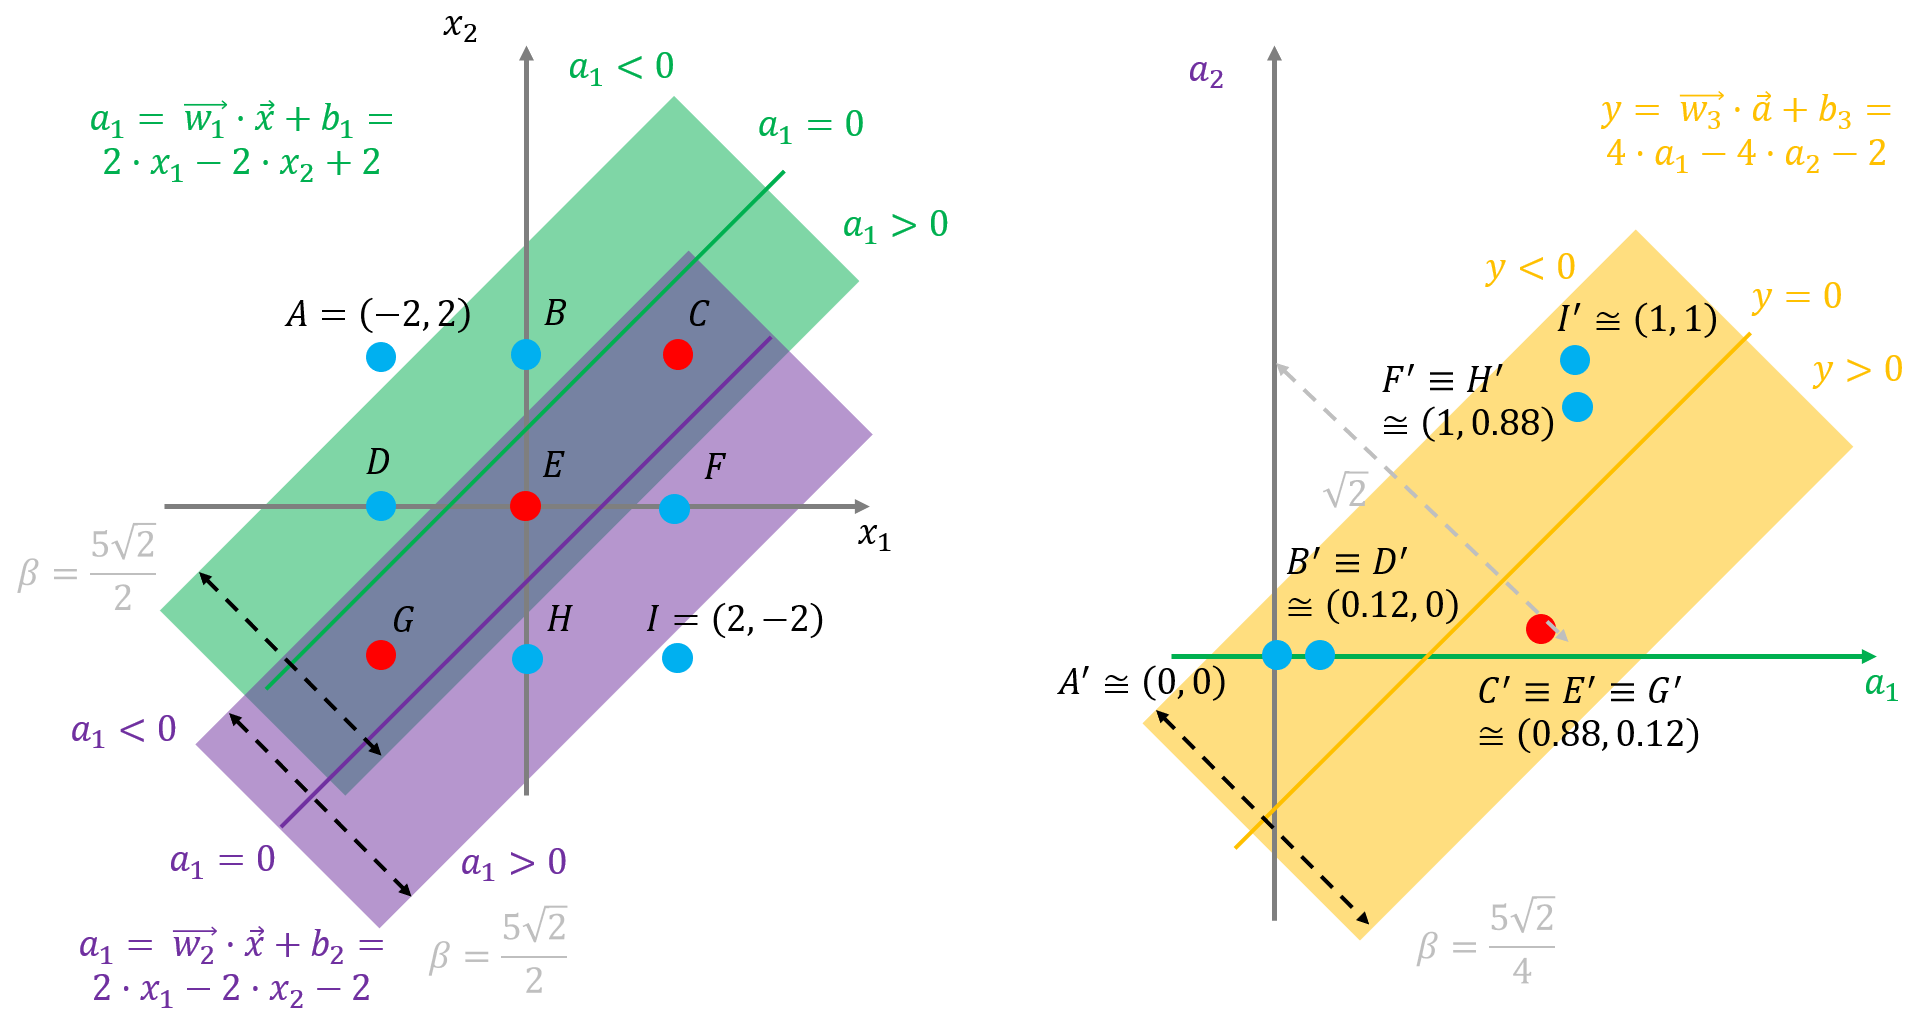 x₂
a₁ < 0
a₁ = w₁⃗ · x⃗ + b₁ =
2 · x₁ − 2 · x₂ + 2
a₁ = 0
a₁ > 0
A = (−2, 2)
B
C
D
E
F
x₁
β = 5√2/2
G
H
I = (2, −2)
a₁ < 0
a₁ = 0
a₁ > 0
a₁ = w₂⃗ · x⃗ + b₂ =
2 · x₁ − 2 · x₂ − 2
β = 5√2/2
a₂
y = w₃⃗ · a⃗ + b₃ =
4 · a₁ − 4 · a₂ − 2
y < 0
y = 0
I′ ≅ (1, 1)
y > 0
F′ ≡ H′
≅ (1, 0.88)
√2
B′ ≡ D′
≅ (0.12, 0)
A′ ≅ (0, 0)
a₁
C′ ≡ E′ ≡ G′
≅ (0.88, 0.12)
β = 5√2/4